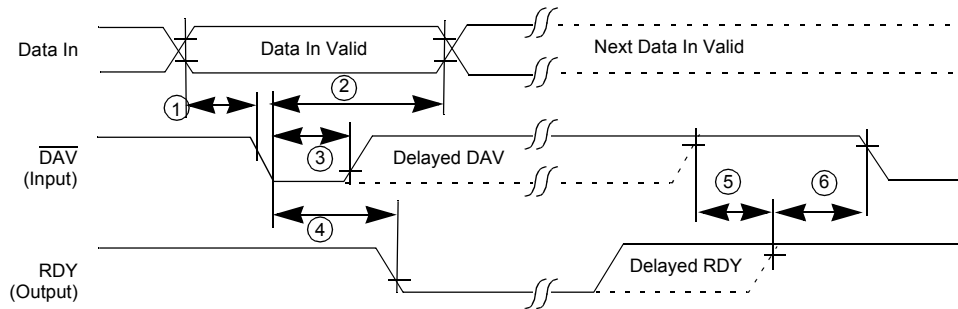 Data In
Data In Valid
Next Data In Valid
1
2
DAV
(Input)
3
Delayed DAV
5
6
4
RDY
(Output)
Delayed RDY